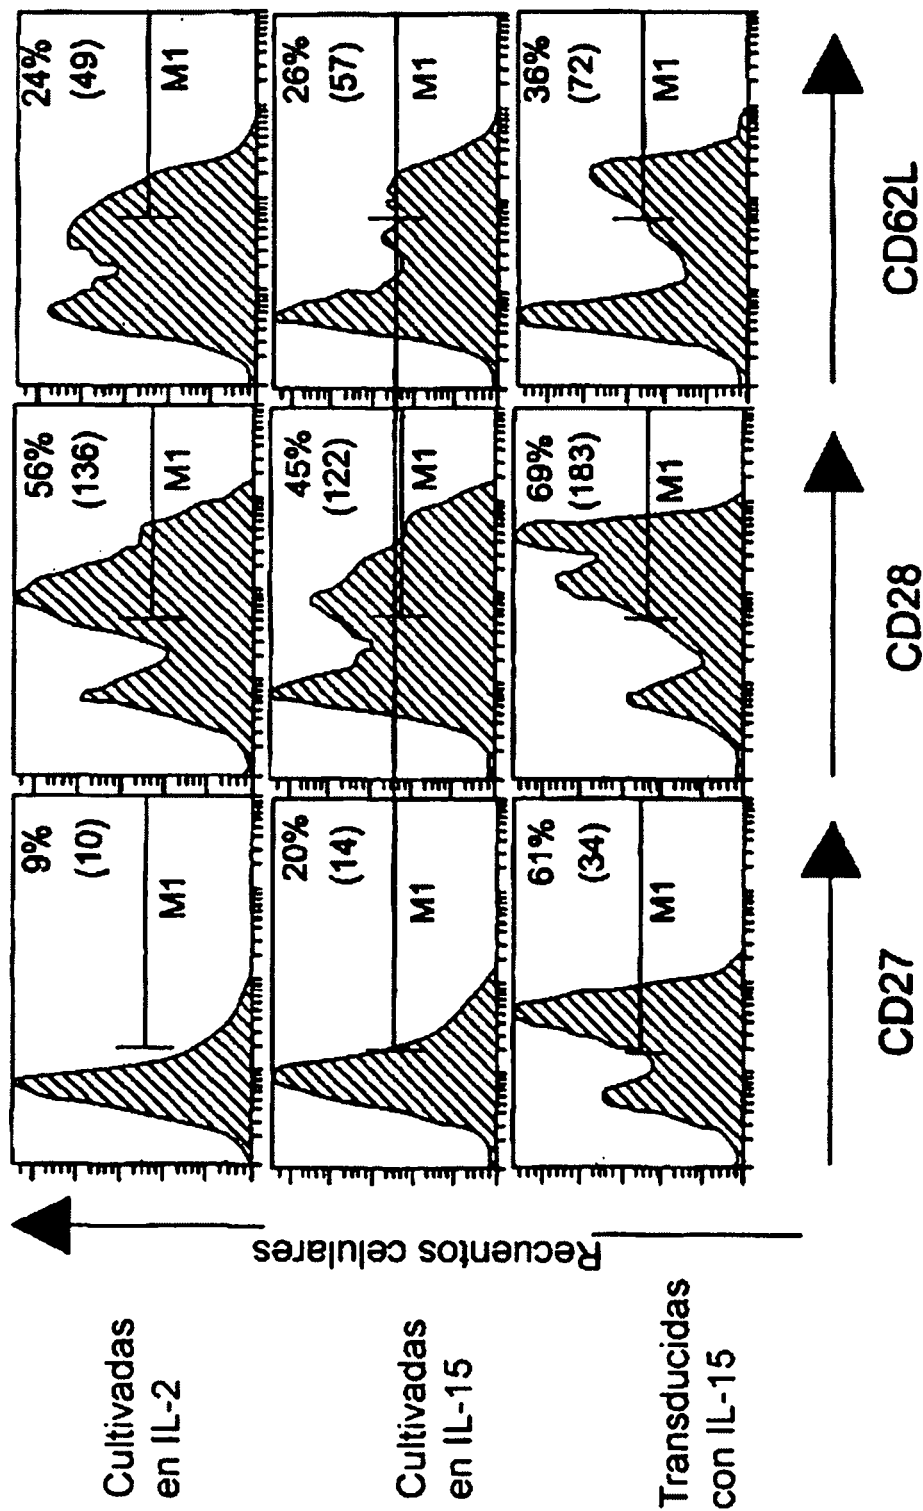 Cultivadas
en IL-2
9%
(10)
M1
56%
(136)
M1
24%
(49)
M1
Cultivadas
en IL-15
20%
(14)
M1
45%
(122)
M1
26%
(57)
M1
Transducidas
con IL-15
61%
(34)
M1
69%
(183)
M1
36%
(72)
M1
Recuentos celulares
CD27
CD28
CD62L